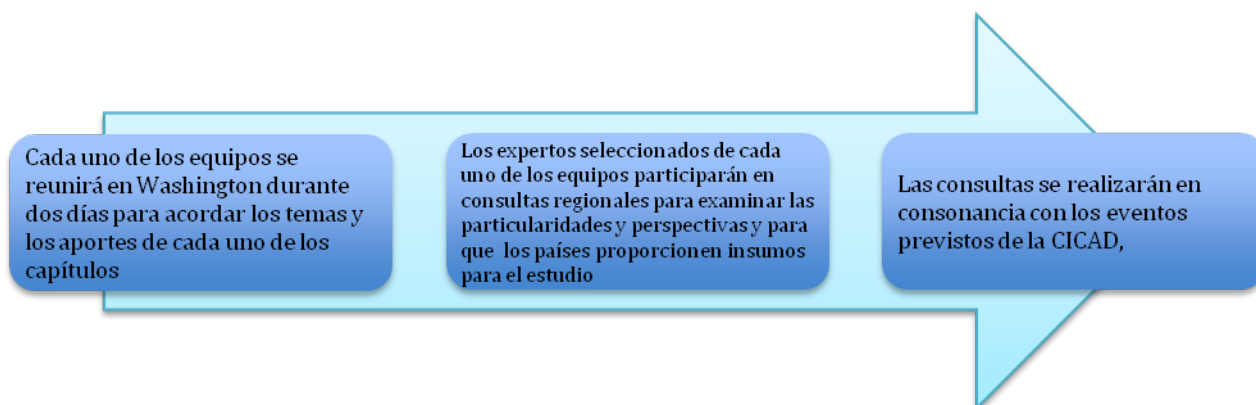 Cada uno de los equipos se
reunirá en Washington durante
dos días para acordar los temas y
los aportes de cada uno de los
capítulos
Los expertos seleccionados de cada
uno de los equipos participarán en
consultas regionales para examinar las
particularidades y perspectivas y para
que los países proporcionen insumos
para el estudio
Las consultas se realizarán en
consonancia con los eventos
previstos de la CICAD,